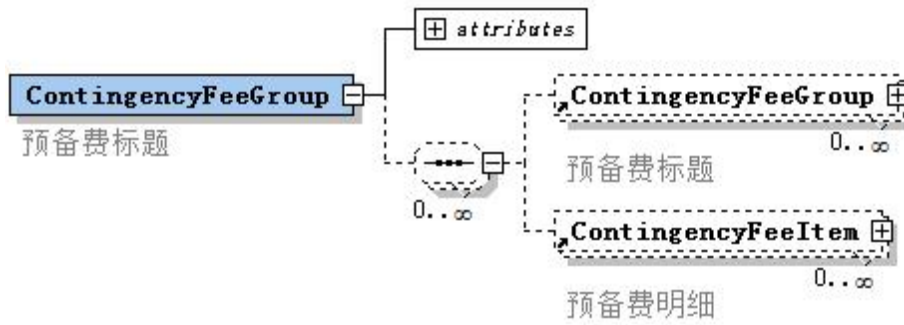 attributes
ContingencyFeeGroup
预备费标题
0..∞
ContingencyFeeGroup
0..∞
预备费标题
ContingencyFeeItem
0..∞
预备费明细